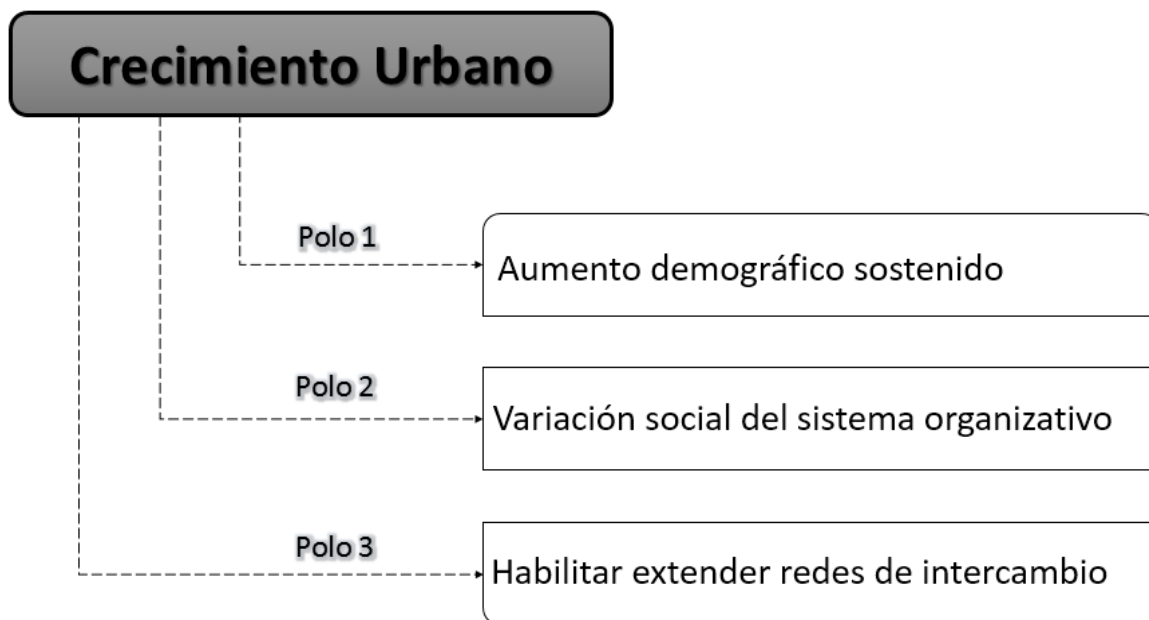 Crecimiento Urbano
Polo 1
Aumento demográfico sostenido
Polo 2
Variación social del sistema organizativo
Polo 3
Habilitar extender redes de intercambio